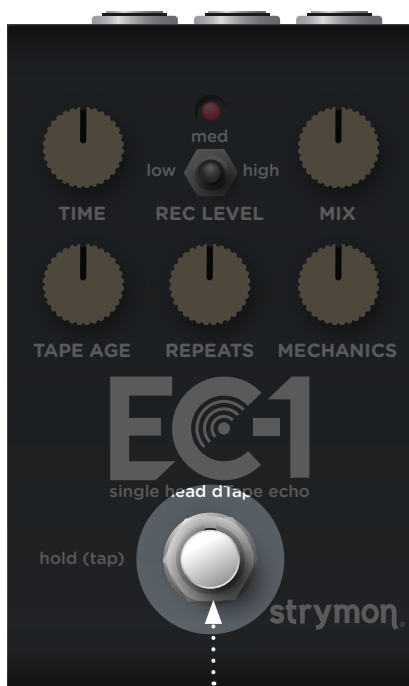 med
low high
TIME REC LEVEL MIX
TAPE AGE REPEATS MECHANICS
EC-1
single head dTape echo
hold (tap)
strymon®